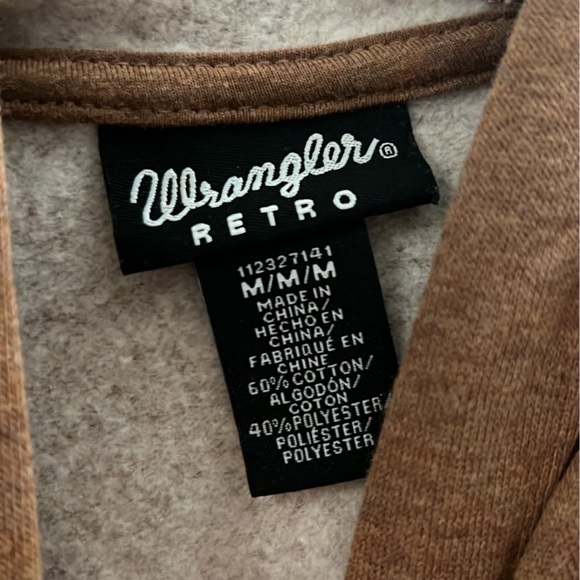 Wrangler®
RETRO
112327141
M/M/M
MADE IN
CHINA/
HECHO EN
CHINA/
FABRIQUÉ EN
CHINE
60% COTTON/
ALGODÓN/
COTON
40% POLYESTER/
POLIÉSTER/
POLYESTER